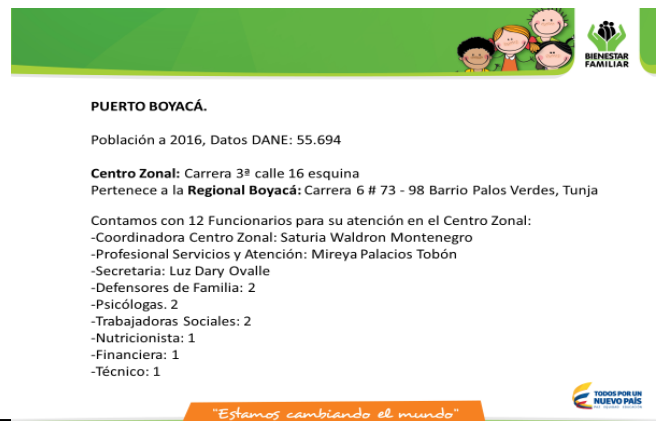 BIENESTAR
FAMILIAR
PUERTO BOYACÁ.
Población a 2016, Datos DANE: 55.694
Centro Zonal: Carrera 3ª calle 16 esquina
Pertenece a la Regional Boyacá: Carrera 6 # 73 - 98 Barrio Palos Verdes, Tunja
Contamos con 12 Funcionarios para su atención en el Centro Zonal:
-Coordinadora Centro Zonal: Saturia Waldron Montenegro
-Profesional Servicios y Atención: Mireya Palacios Tobón
-Secretaria: Luz Dary Ovalle
-Defensores de Familia: 2
-Psicólogas. 2
-Trabajadoras Sociales: 2
-Nutricionista: 1
-Financiera: 1
-Técnico: 1
TODOS POR UN
NUEVO PAÍS
"Estamos cambiando el mundo"